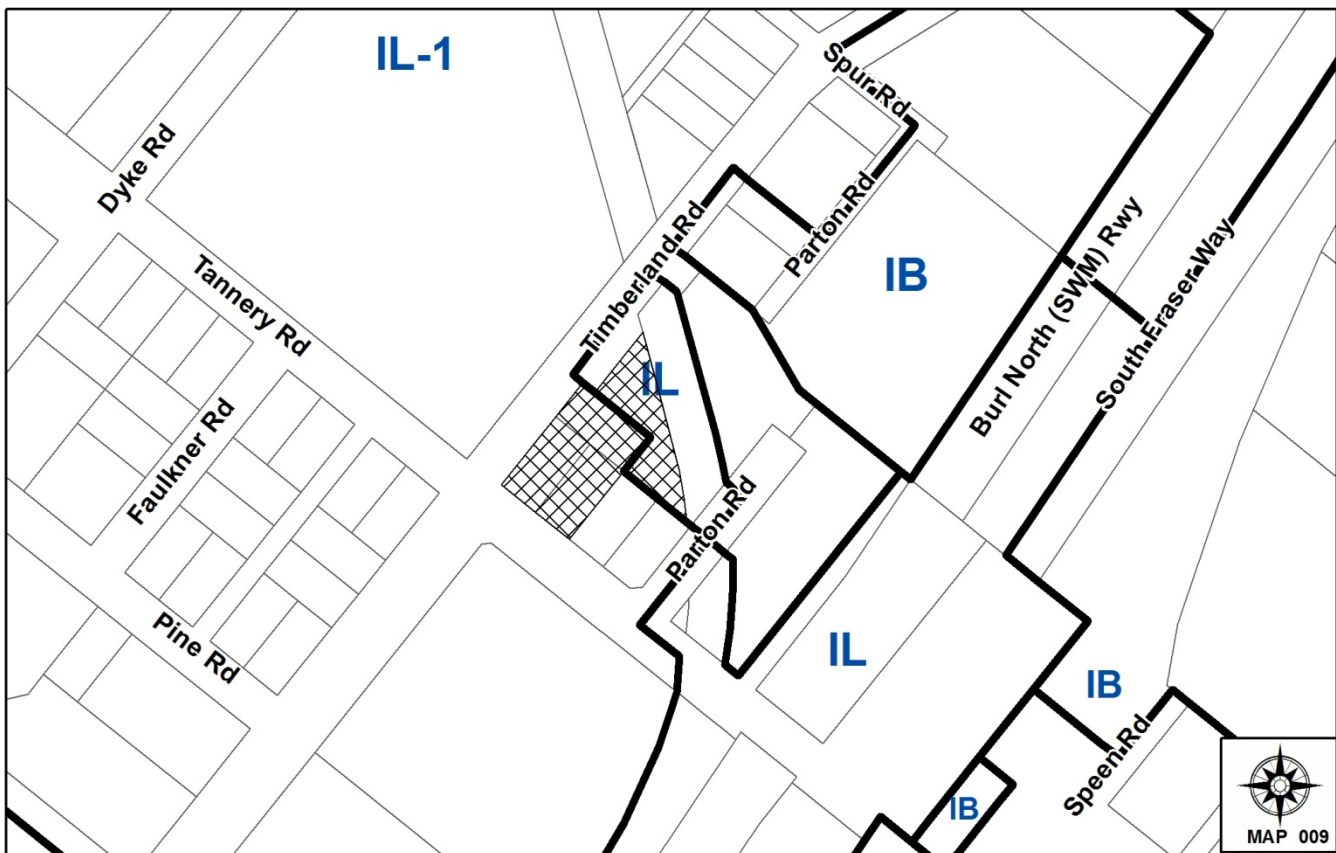 IL-1
Spur Rd
Dyke Rd
Parton Rd
Timberland Rd
Burl North (SWM) Rwy
IB
South Fraser Way
Tannery Rd
IL
Faulkner Rd
Parton Rd
Pine Rd
IL
IB
Speen Rd
IB
MAP 009